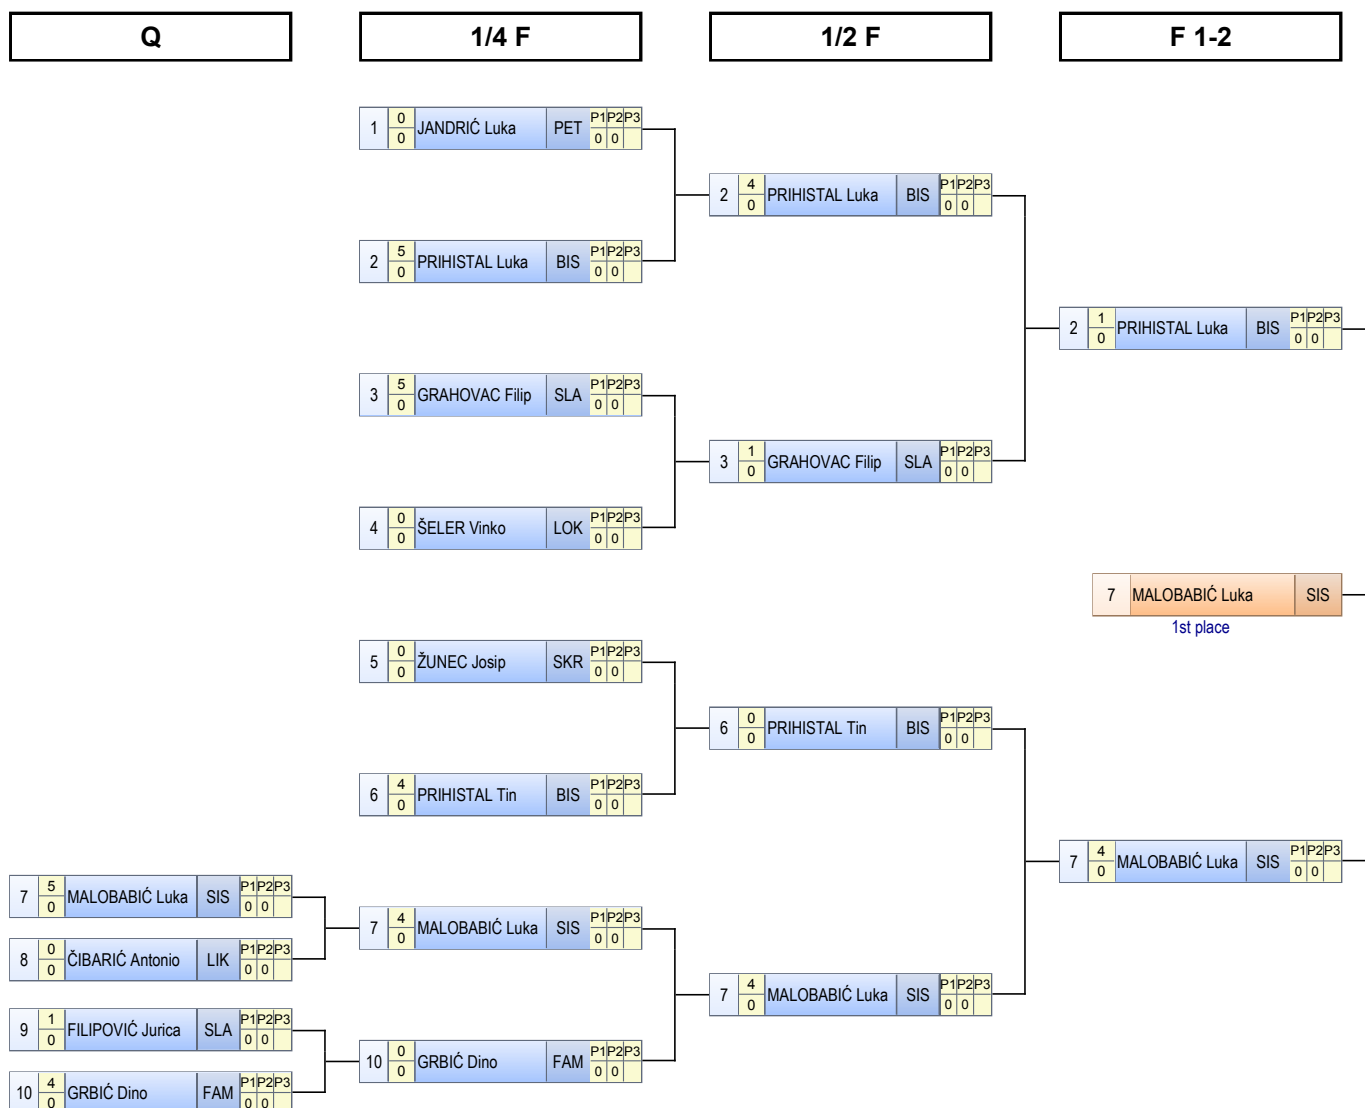 Q 1/4 F 1/2 F F 1-2
1 0 JANDRIĆ Luka PET P1 P2 P3
0 0 0
2 4 PRIHISTAL Luka BIS P1 P2 P3
0 0 0
2 5 PRIHISTAL Luka BIS P1 P2 P3
0 0 0
2 1 PRIHISTAL Luka BIS P1 P2 P3
0 0 0
3 5 GRAHOVAC Filip SLA P1 P2 P3
0 0 0
3 1 GRAHOVAC Filip SLA P1 P2 P3
0 0 0
4 0 ŠELER Vinko LOK P1 P2 P3
0 0 0
7 MALOBABIĆ Luka SIS
1st place
5 0 ŽUNEC Josip SKR P1 P2 P3
0 0 0
6 0 PRIHISTAL Tin BIS P1 P2 P3
0 0 0
6 4 PRIHISTAL Tin BIS P1 P2 P3
0 0 0
7 4 MALOBABIĆ Luka SIS P1 P2 P3
0 0 0
7 5 MALOBABIĆ Luka SIS P1 P2 P3
0 0 0
7 4 MALOBABIĆ Luka SIS P1 P2 P3
0 0 0
8 0 ČIBARIĆ Antonio LIK P1 P2 P3
0 0 0
7 4 MALOBABIĆ Luka SIS P1 P2 P3
0 0 0
9 1 FILIPOVIĆ Jurica SLA P1 P2 P3
0 0 0
10 0 GRBIĆ Dino FAM P1 P2 P3
0 0 0
10 4 GRBIĆ Dino FAM P1 P2 P3
0 0 0